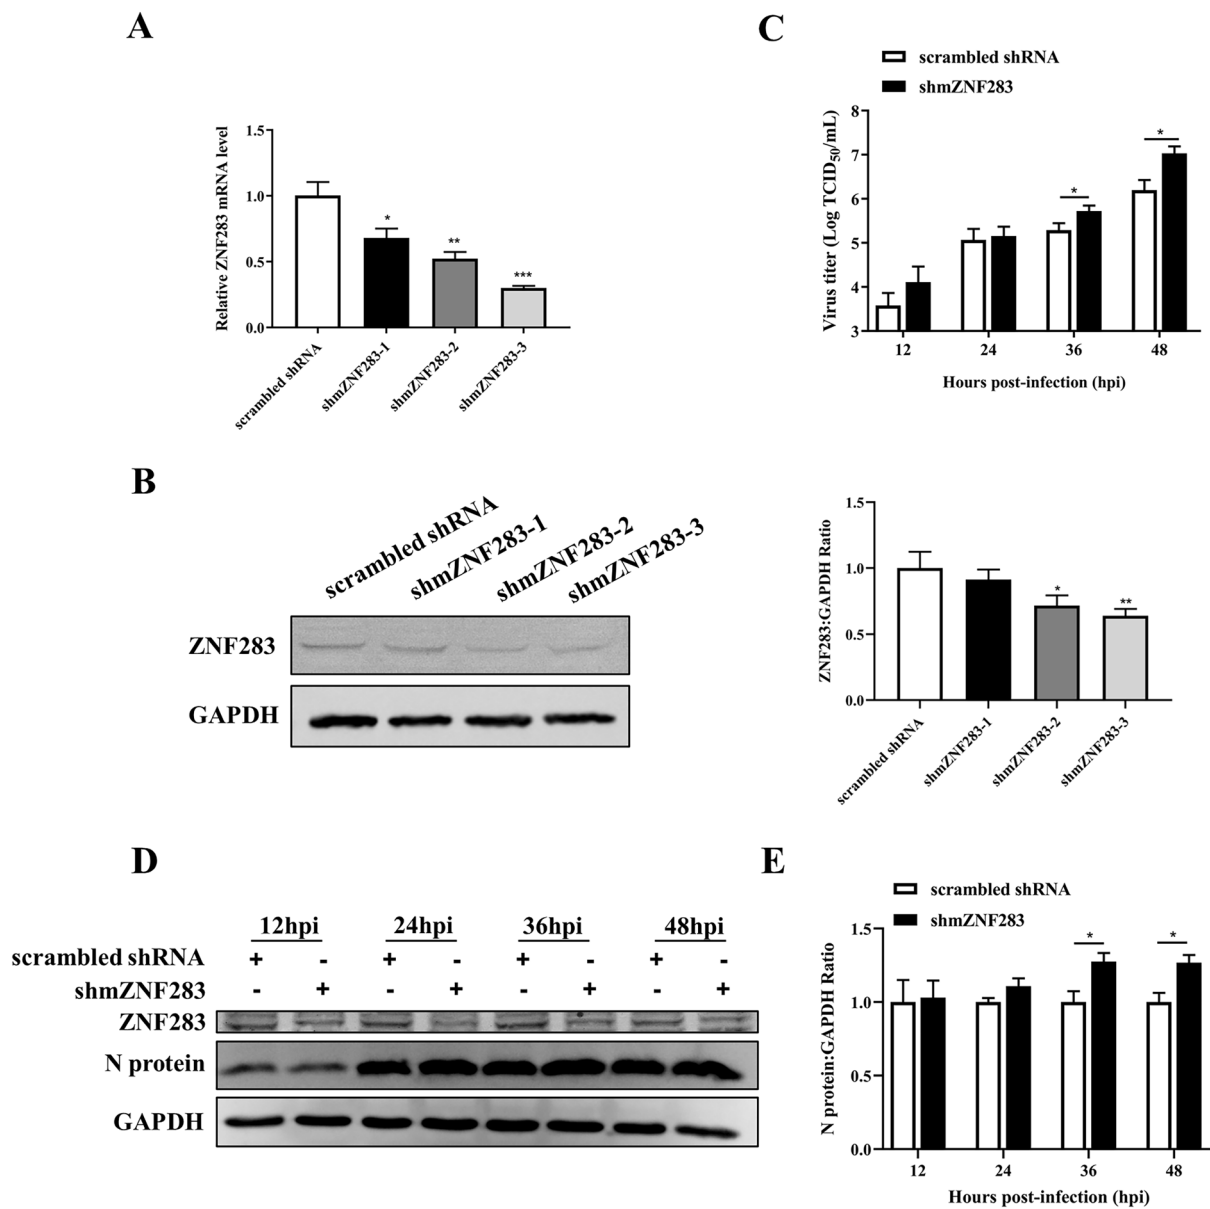 A
1.5
1.0
0.5
0.0
Relative ZNF283 mRNA level
* ** ***
scrambled shRNA
shmZNF283-1
shmZNF283-2
shmZNF283-3
C
scrambled shRNA
shmZNF283
8
7
6
5
4
3
Virus titer (Log TCID50/mL)
* *
12 24 36 48
Hours post-infection (hpi)
B
scrambled shRNA
shmZNF283-1
shmZNF283-2
shmZNF283-3
ZNF283
GAPDH
1.5
1.0
0.5
0.0
ZNF283:GAPDH Ratio
* **
scrambled shRNA
shmZNF283-1
shmZNF283-2
shmZNF283-3
D
12hpi 24hpi 36hpi 48hpi
scrambled shRNA + - + - + - + -
shmZNF283 - + - + - + - +
ZNF283
N protein
GAPDH
E
scrambled shRNA
shmZNF283
1.5
1.0
0.5
0.0
N protein:GAPDH Ratio
* *
12 24 36 48
Hours post-infection (hpi)